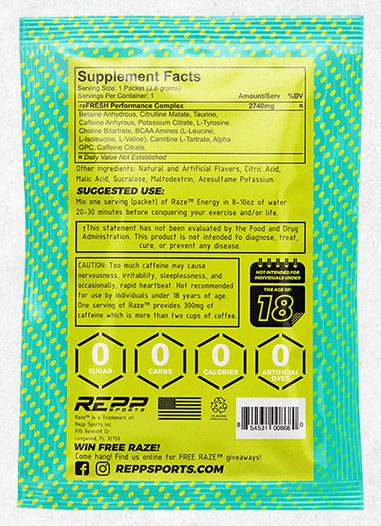 Supplement Facts
Serving Size: 1 Packet (3.8 grams)
Servings Per Container: 1 Amount/Serv %DV
reFRESH Performance Complex 2740mg ¤
Betaine Anhydrous, Citrulline Malate, Taurine,
Caffeine Anhyrous, Potassium Citrate, L-Tyrosine,
Choline Bitartrate, BCAA Aminos (L-Leucine,
L-Isoleucine, L-Valine), Carnitine L-Tartrate, Alpha
GPC, Caffeine Citrate.
¤ Daily Value Not Established
Other Ingredients: Natural and Artificial Flavors, Citric Acid,
Malic Acid, Sucralose, Maltodextrin, Acesulfame Potassium.
SUGGESTED USE:
Mix one serving (packet) of Raze™ Energy in 8-10oz of water
20-30 minutes before conquering your exercise and/or life.
†This statement has not been evaluated by the Food and Drug
Administration. This product is not intended to diagnose, treat,
cure, or prevent any disease.
CAUTION: Too much caffeine may cause
nervousness, irritability, sleeplessness, and
occasionally, rapid heartbeat. Not recommended
for use by individuals under 18 years of age.
One serving of Raze™ provides 300mg of
caffeine which is more than two cups of coffee.
NOT INTENDED FOR
INDIVIDUALS UNDER
THE AGE OF:
18
0 SUGAR
0 CARBS
0 CALORIES
0 ARTIFICIAL DYES
REPP
SPORTS
Raze™ is a Trademark of
Repp Sports Inc.
935 Bennett Dr.
Longwood, FL 32750
PLEASE RECYCLE
8 54531 00868 0
WIN FREE RAZE!
Come hang! Find us online for FREE RAZE™ giveaways!
REPPSPORTS.COM